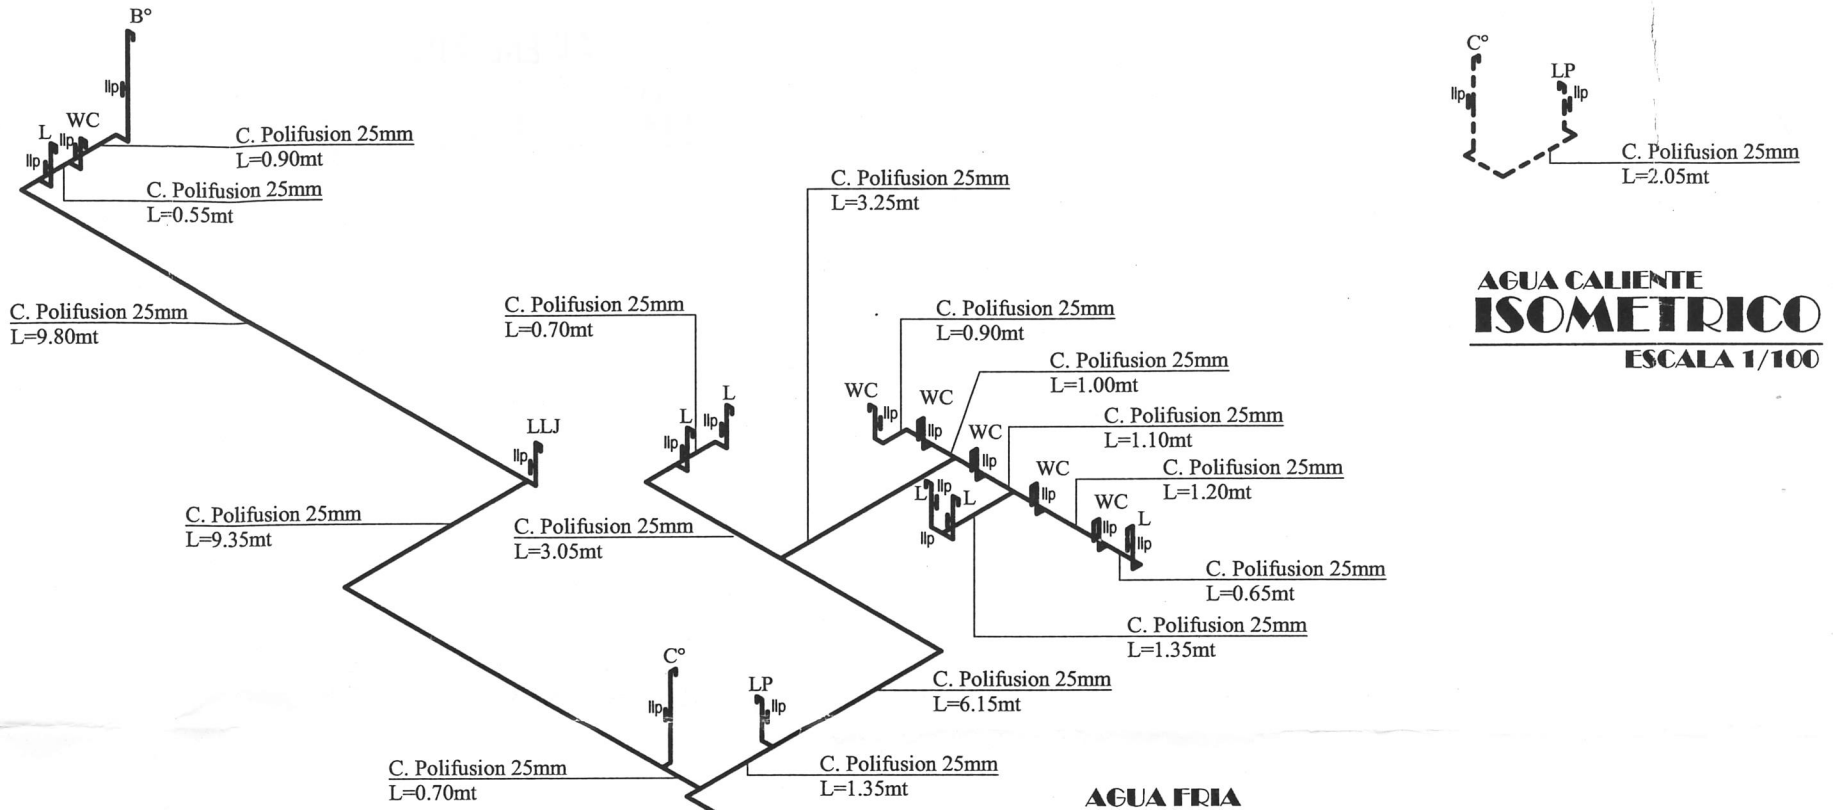 B°
llp
WC
L
llp
llp
C. Polifusion 25mm
L=0.90mt
C. Polifusion 25mm
L=0.55mt
C. Polifusion 25mm
L=9.80mt
C. Polifusion 25mm
L=3.25mt
C. Polifusion 25mm
L=0.70mt
L
llp
L
llp
LLJ
llp
C. Polifusion 25mm
L=0.90mt
C. Polifusion 25mm
L=1.00mt
C. Polifusion 25mm
L=1.10mt
C. Polifusion 25mm
L=1.20mt
WC
llp
WC
llp
WC
llp
WC
llp
WC
llp
L
llp
L
llp
L
llp
C. Polifusion 25mm
L=0.65mt
C. Polifusion 25mm
L=1.35mt
C. Polifusion 25mm
L=9.35mt
C. Polifusion 25mm
L=3.05mt
C°
llp
LP
llp
C. Polifusion 25mm
L=6.15mt
C. Polifusion 25mm
L=0.70mt
C. Polifusion 25mm
L=1.35mt
AGUA FRIA
C°
llp
LP
llp
C. Polifusion 25mm
L=2.05mt
AGUA CALIENTE
ISOMETRICO
ESCALA 1/100